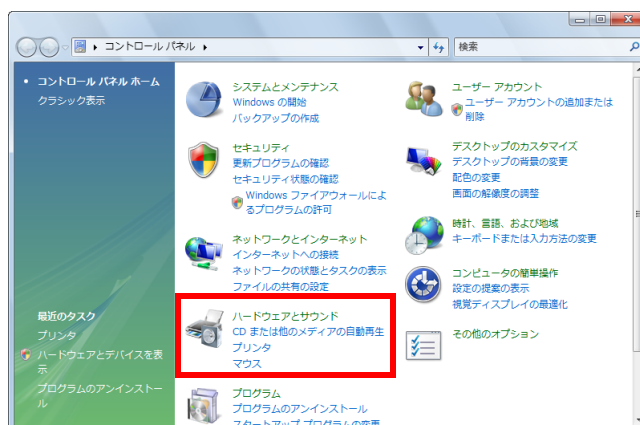 コントロール パネル
検索
コントロール パネル ホーム
クラシック表示
最近のタスク
プリンタ
ハードウェアとデバイスを表
示
プログラムのアンインストー
ル
システムとメンテナンス
Windows の開始
バックアップの作成
セキュリティ
更新プログラムの確認
セキュリティ状態の確認
Windows ファイアウォールによ
るプログラムの許可
ネットワークとインターネット
インターネットへの接続
ネットワークの状態とタスクの表示
ファイルの共有の設定
ハードウェアとサウンド
CD または他のメディアの自動再生
プリンタ
マウス
プログラム
プログラムのアンインストール
スタートアップ プログラムの変更
ユーザー アカウント
ユーザー アカウントの追加または
削除
デスクトップのカスタマイズ
デスクトップの背景の変更
配色の変更
画面の解像度の調整
時計、言語、および地域
キーボードまたは入力方法の変更
コンピュータの簡単操作
設定の提案の表示
視覚ディスプレイの最適化
その他のオプション